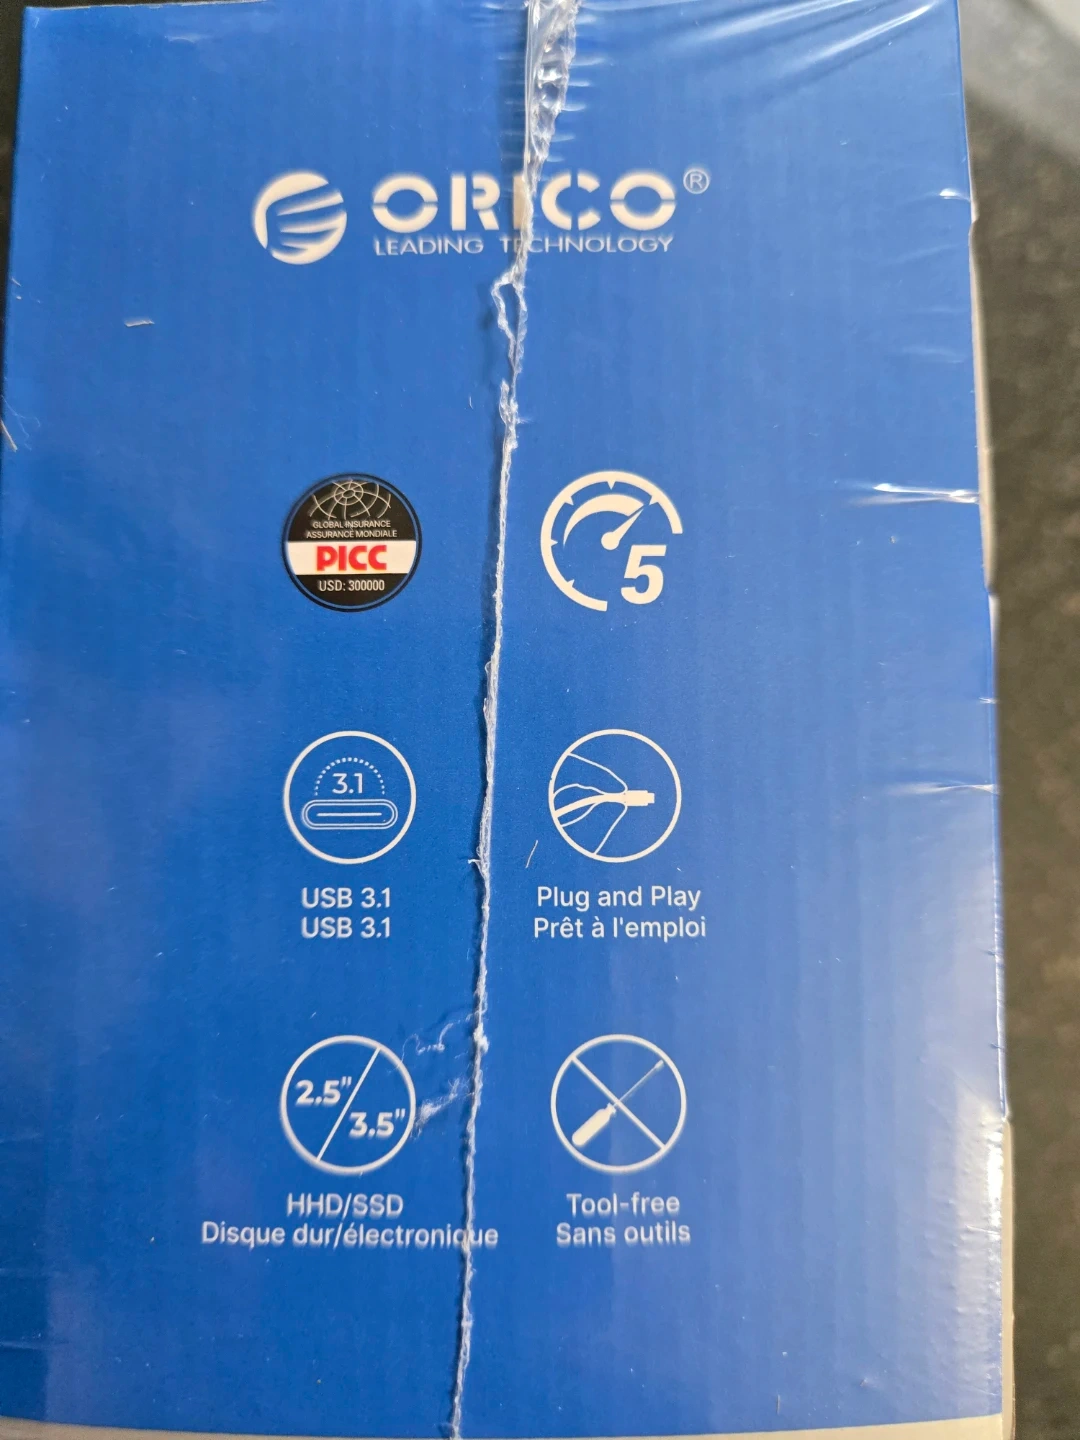 ORICO®
LEADING TECHNOLOGY
GLOBAL INSURANCE
ASSURANCE MONDIALE
PICC
USD: 300000
5
3.1
USB 3.1
USB 3.1
Plug and Play
Prêt à l'emploi
2.5"
3.5"
HHD/SSD
Disque dur/électronique
Tool-free
Sans outils